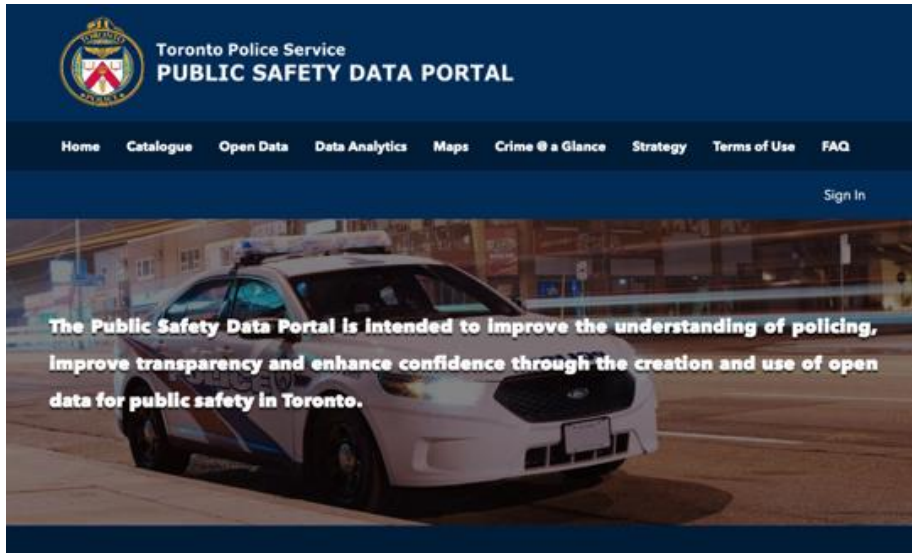 Toronto Police Service
PUBLIC SAFETY DATA PORTAL
Home Catalogue Open Data Data Analytics Maps Crime @ a Glance Strategy Terms of Use FAQ
Sign In
The Public Safety Data Portal is intended to improve the understanding of policing,
improve transparency and enhance confidence through the creation and use of open
data for public safety in Toronto.